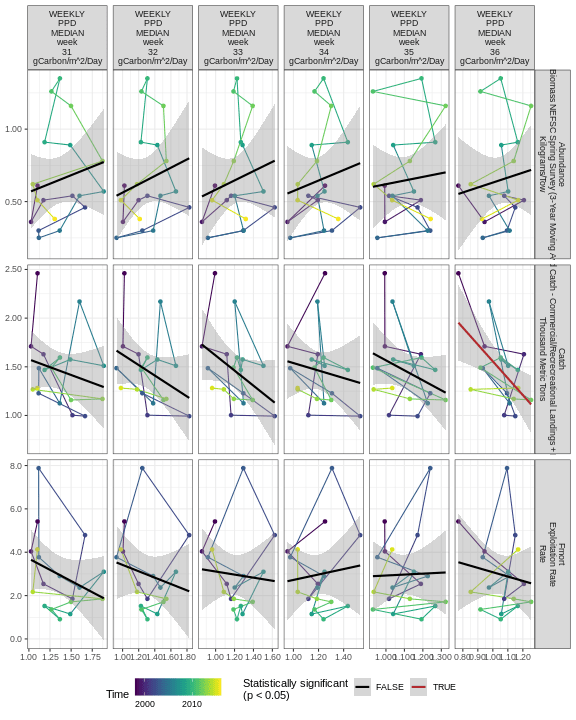 WEEKLY
PPD
MEDIAN
week
31
gCarbon/m^2/Day
WEEKLY
PPD
MEDIAN
week
32
gCarbon/m^2/Day
WEEKLY
PPD
MEDIAN
week
33
gCarbon/m^2/Day
WEEKLY
PPD
MEDIAN
week
34
gCarbon/m^2/Day
WEEKLY
PPD
MEDIAN
week
35
gCarbon/m^2/Day
WEEKLY
PPD
MEDIAN
week
36
gCarbon/m^2/Day
1.00
0.50
Abundance
Biomass NEFSC Spring Survey (3-Year Moving
Kilograms/Tow
2.50
2.00
1.50
1.00
Catch
Catch - Commercial/Recreational Landings +
Thousand Metric Tons
8.0
6.0
4.0
2.0
0.0
Fmort
Exploitation Rate
Rate
1.00 1.25 1.50 1.75
1.00 1.20 1.40 1.60 1.80
1.00 1.20 1.40 1.60
1.00 1.20 1.40
1.000 1.100 1.200 1.300
0.80 0.90 1.00 1.10 1.20
Time
2000 2010
Statistically significant
(p < 0.05)
FALSE
TRUE